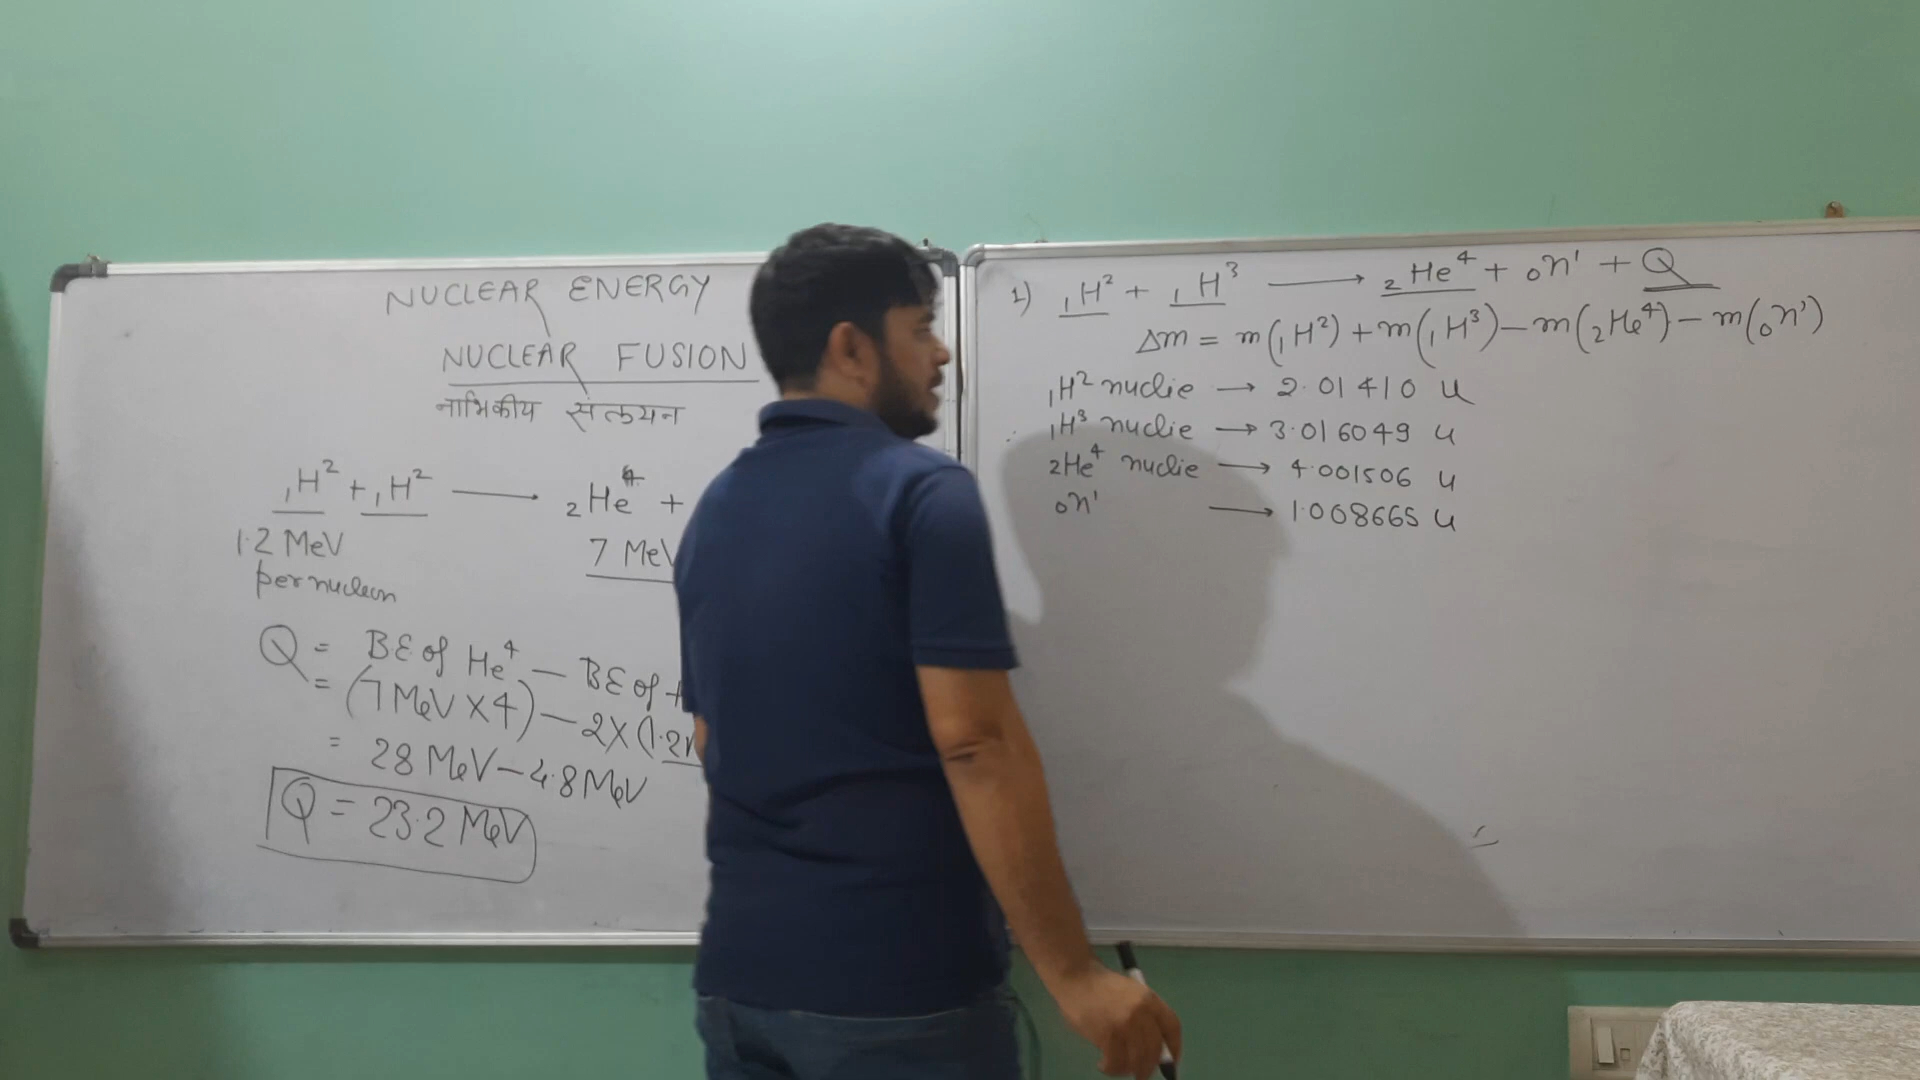 NUCLEAR ENERGY
NUCLEAR FUSION
नाभिकीय संलयन
₁H² + ₁H² ⟶ ₂He⁴ +
1.2 MeV 7 MeV
per nucleon
Q = BE of He⁴ − BE of
= (7 MeV × 4) − 2 × (1.2
= 28 MeV − 4.8 MeV
Q = 23.2 MeV
1) ₁H² + ₁H³ ⟶ ₂He⁴ + ₀n¹ + Q
Δm = m(₁H²) + m(₁H³) − m(₂He⁴) − m(₀n¹)
₁H² nuclie → 2.01410 u
₁H³ nuclie → 3.016049 u
₂He⁴ nuclie → 4.001506 u
₀n¹ → 1.008665 u